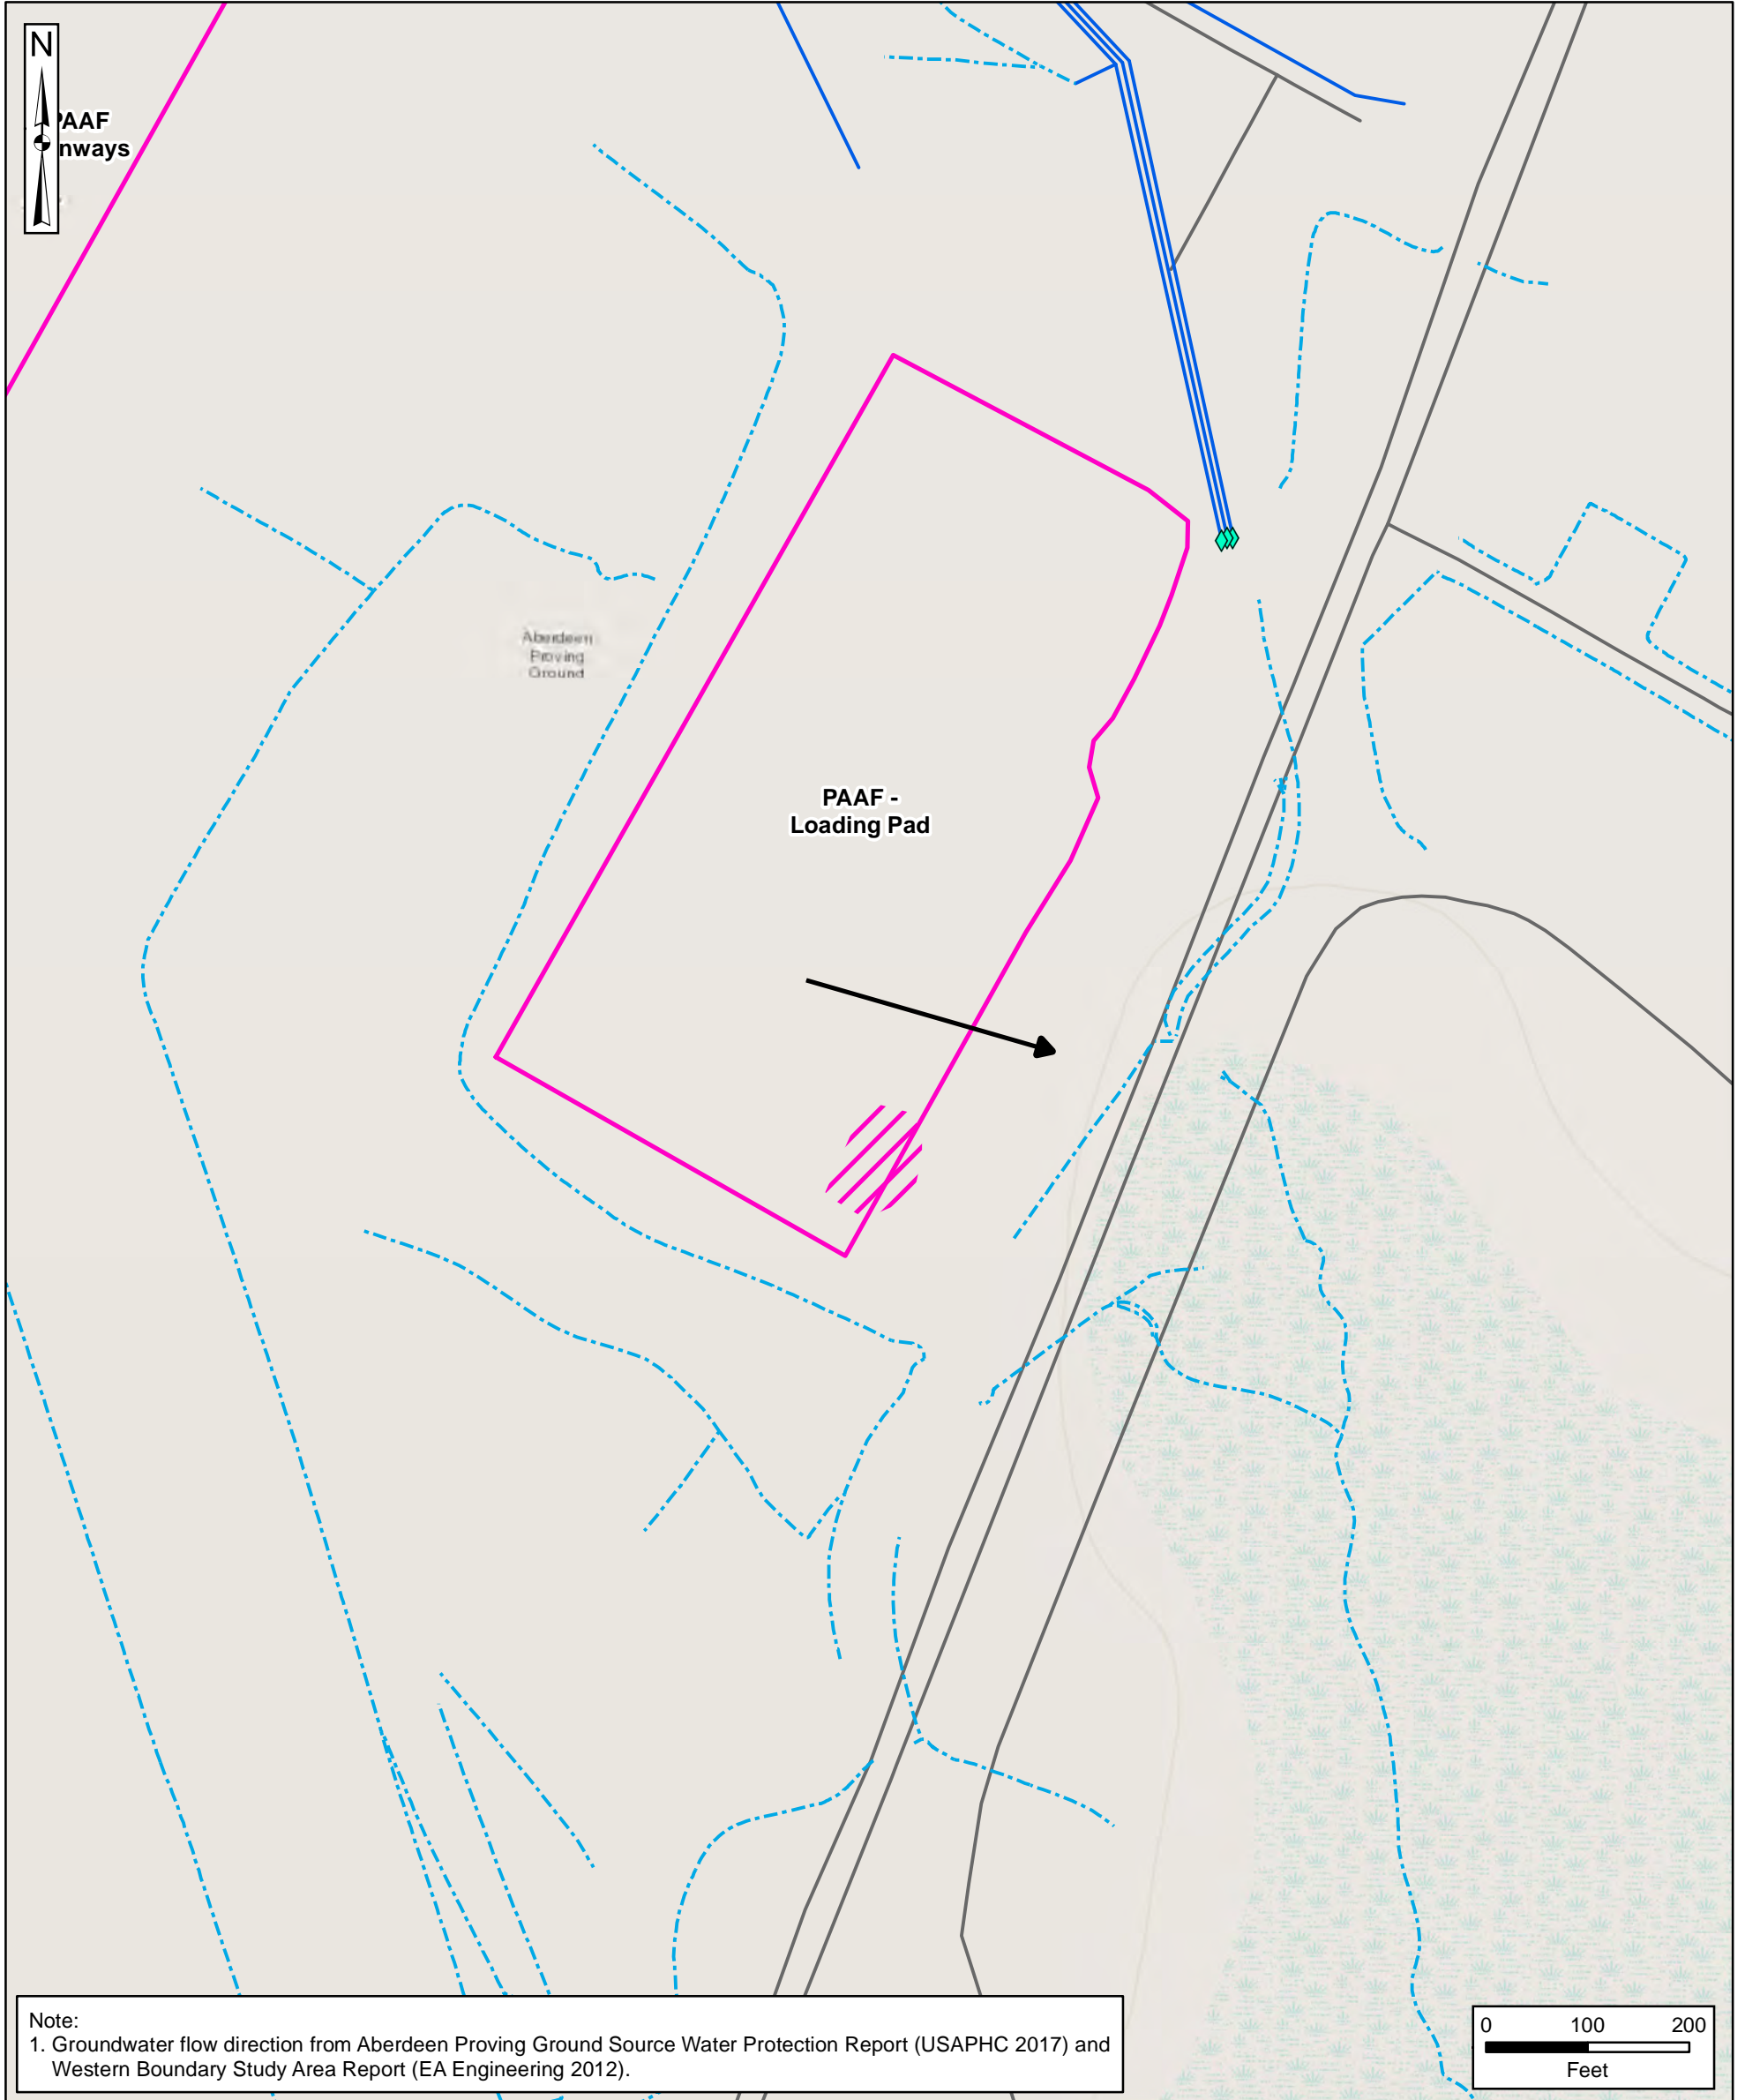 N
PAAF
nways
Aberdeen
Proving
Ground
PAAF -
Loading Pad
Note:
1. Groundwater flow direction from Aberdeen Proving Ground Source Water Protection Report (USAPHC 2017) and
Western Boundary Study Area Report (EA Engineering 2012).
0 100 200
Feet